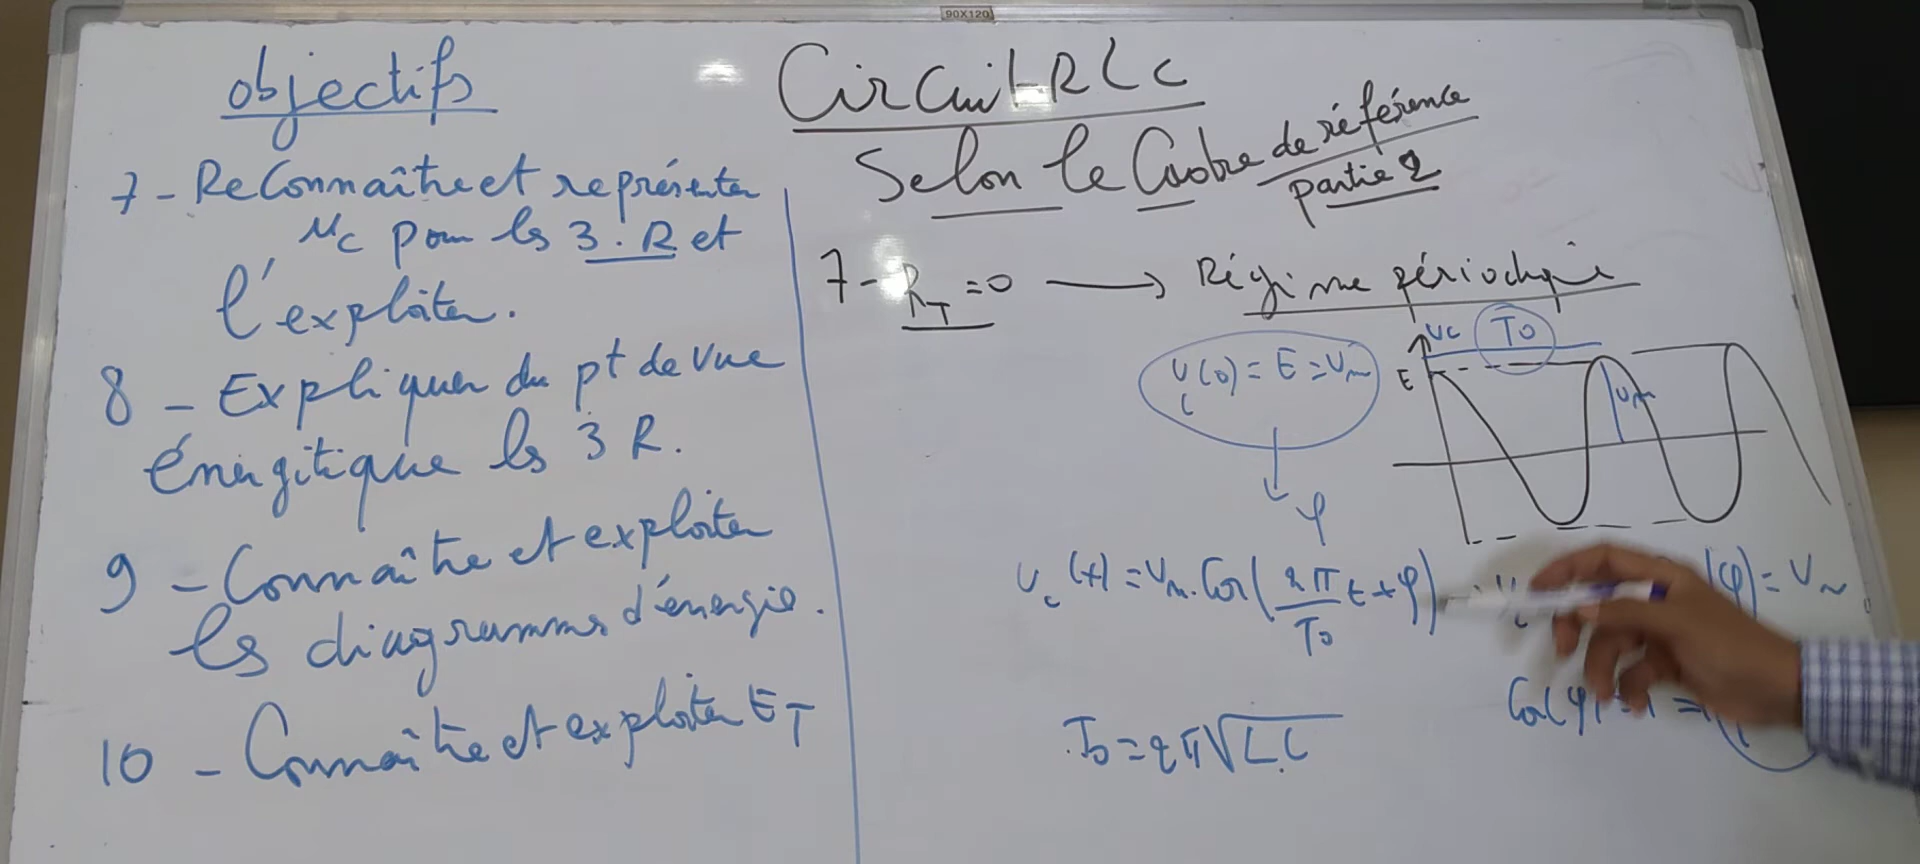 90X120
objectifs
7 - Reconnaître et représenter
uc pour les 3.R et
l'exploiter.
8 - Expliquer du pt de vue
énergitique les 3 R.
9 - Connaître et exploiter
les diagrammes d'énergie.
10 - Connaître et exploiter ET
Circuit RLC
Selon le Cadre de référence
partie 2
7 - RT = 0 → Régime périodique
Uc(0) = E = Um
φ
Uc
T0
E
Um
Uc(t) = Um.Cos(2π/T0 t + φ)
(φ) = Um
T0 = 2π√L.C
Cos(φ) =